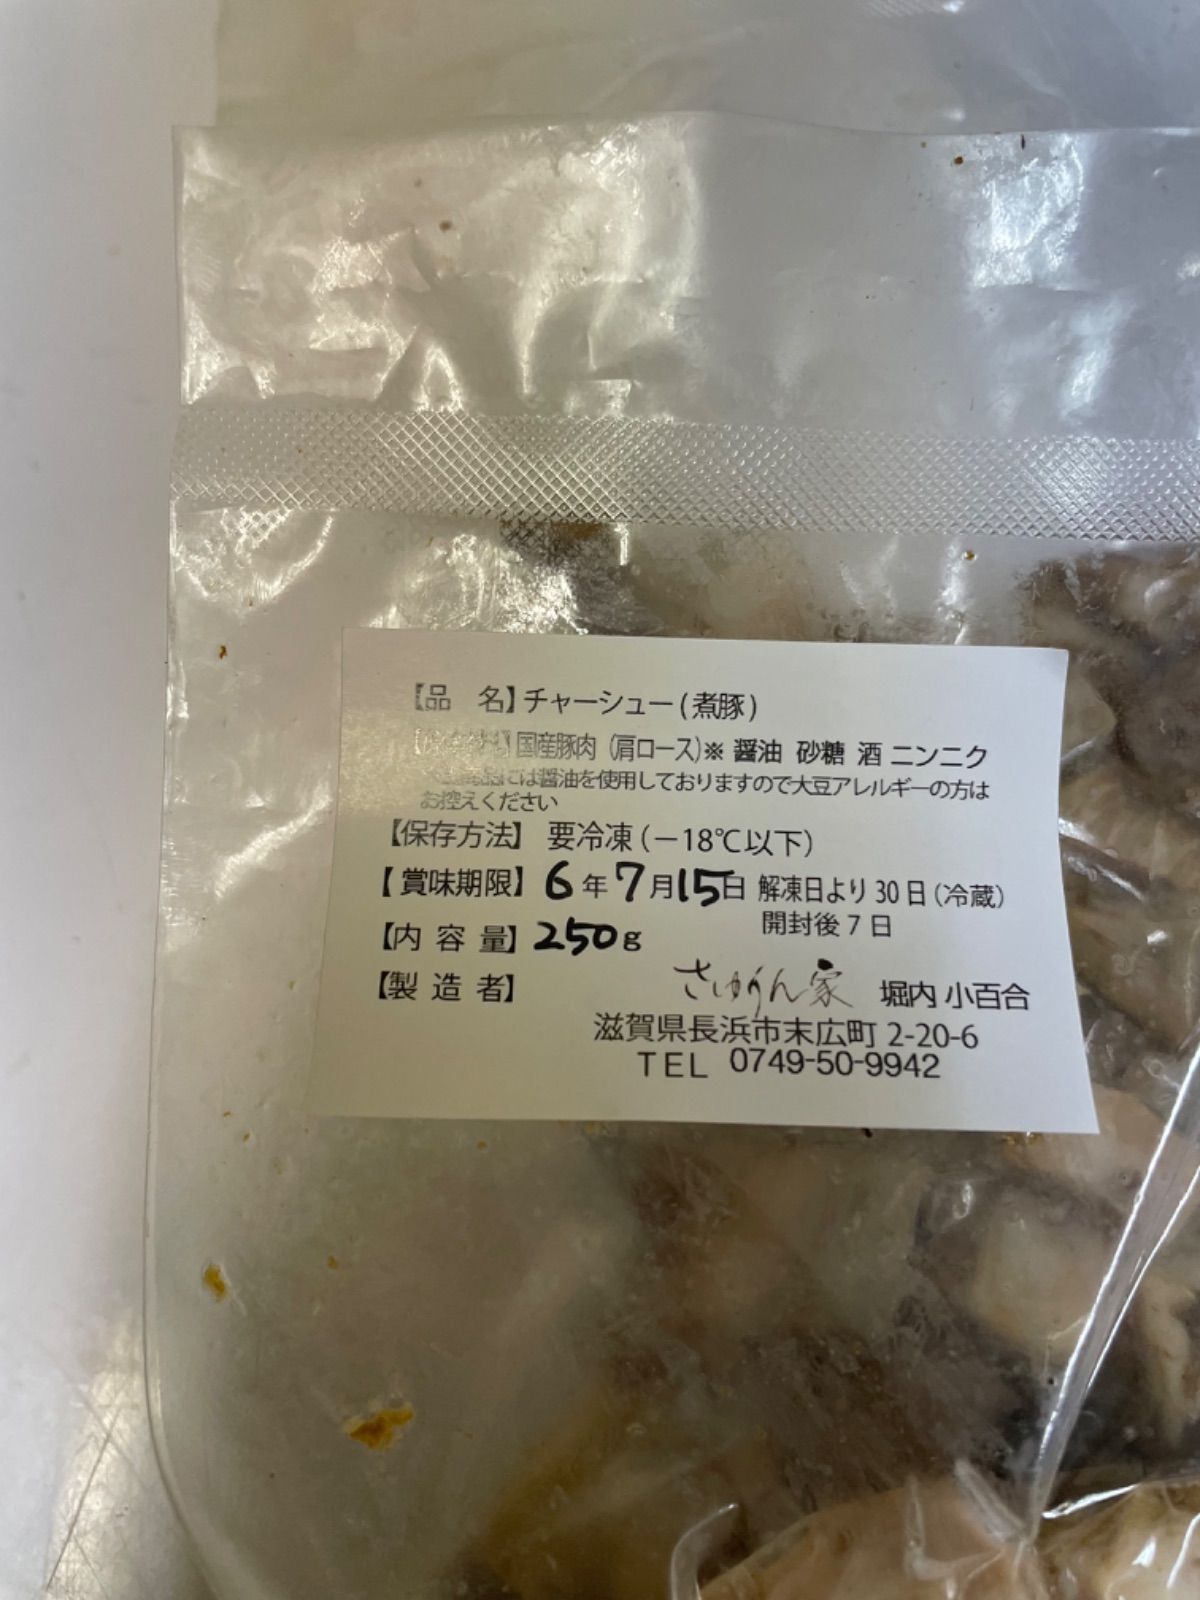 【品　名】チャーシュー(煮豚)
国産豚肉（肩ロース)※ 醤油 砂糖 酒 ニンニク
には醤油を使用しておりますので大豆アレルギーの方は
お控えください
【保存方法】 要冷凍(－18℃以下)
【賞味期限】6年7月15日 解凍日より30日(冷蔵)
開封後7日
【内 容 量】250g
【製 造 者】 さゆりん家 堀内 小百合
滋賀県長浜市末広町 2-20-6
TEL 0749-50-9942